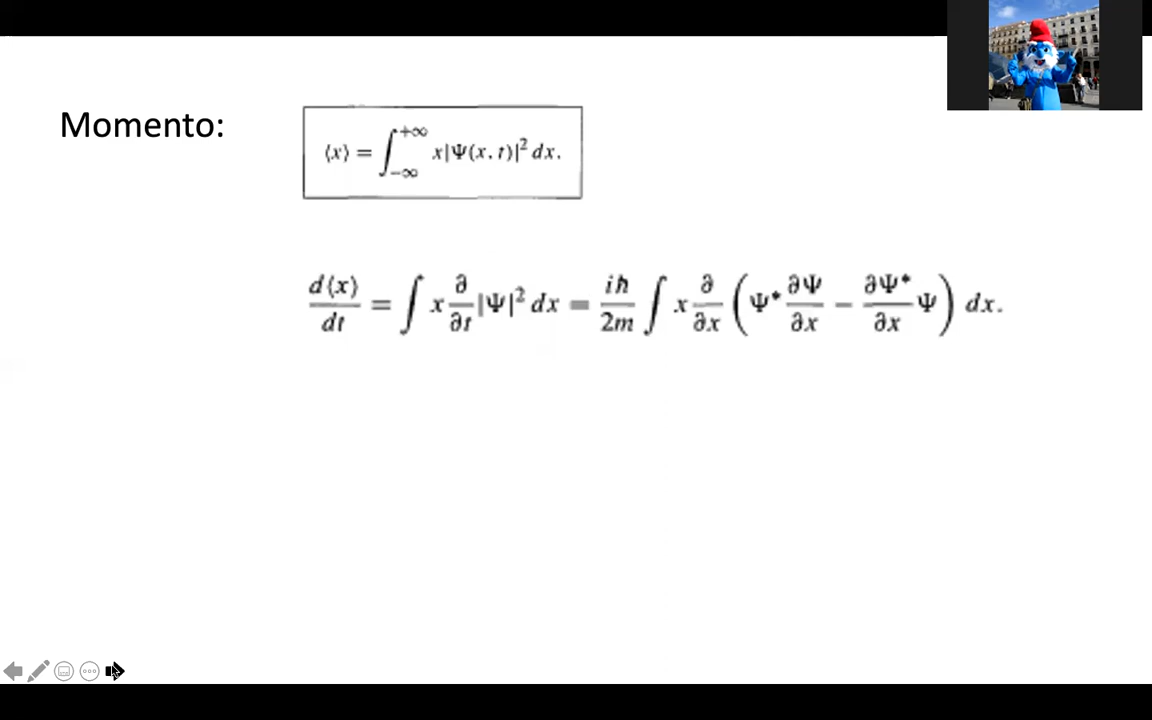 Momento:
⟨x⟩ = ∫_{-∞}^{+∞} x|Ψ(x, t)|² dx.
d⟨x⟩/dt = ∫ x ∂/∂t |Ψ|² dx = iħ/2m ∫ x ∂/∂x (Ψ* ∂Ψ/∂x − ∂Ψ*/∂x Ψ) dx.